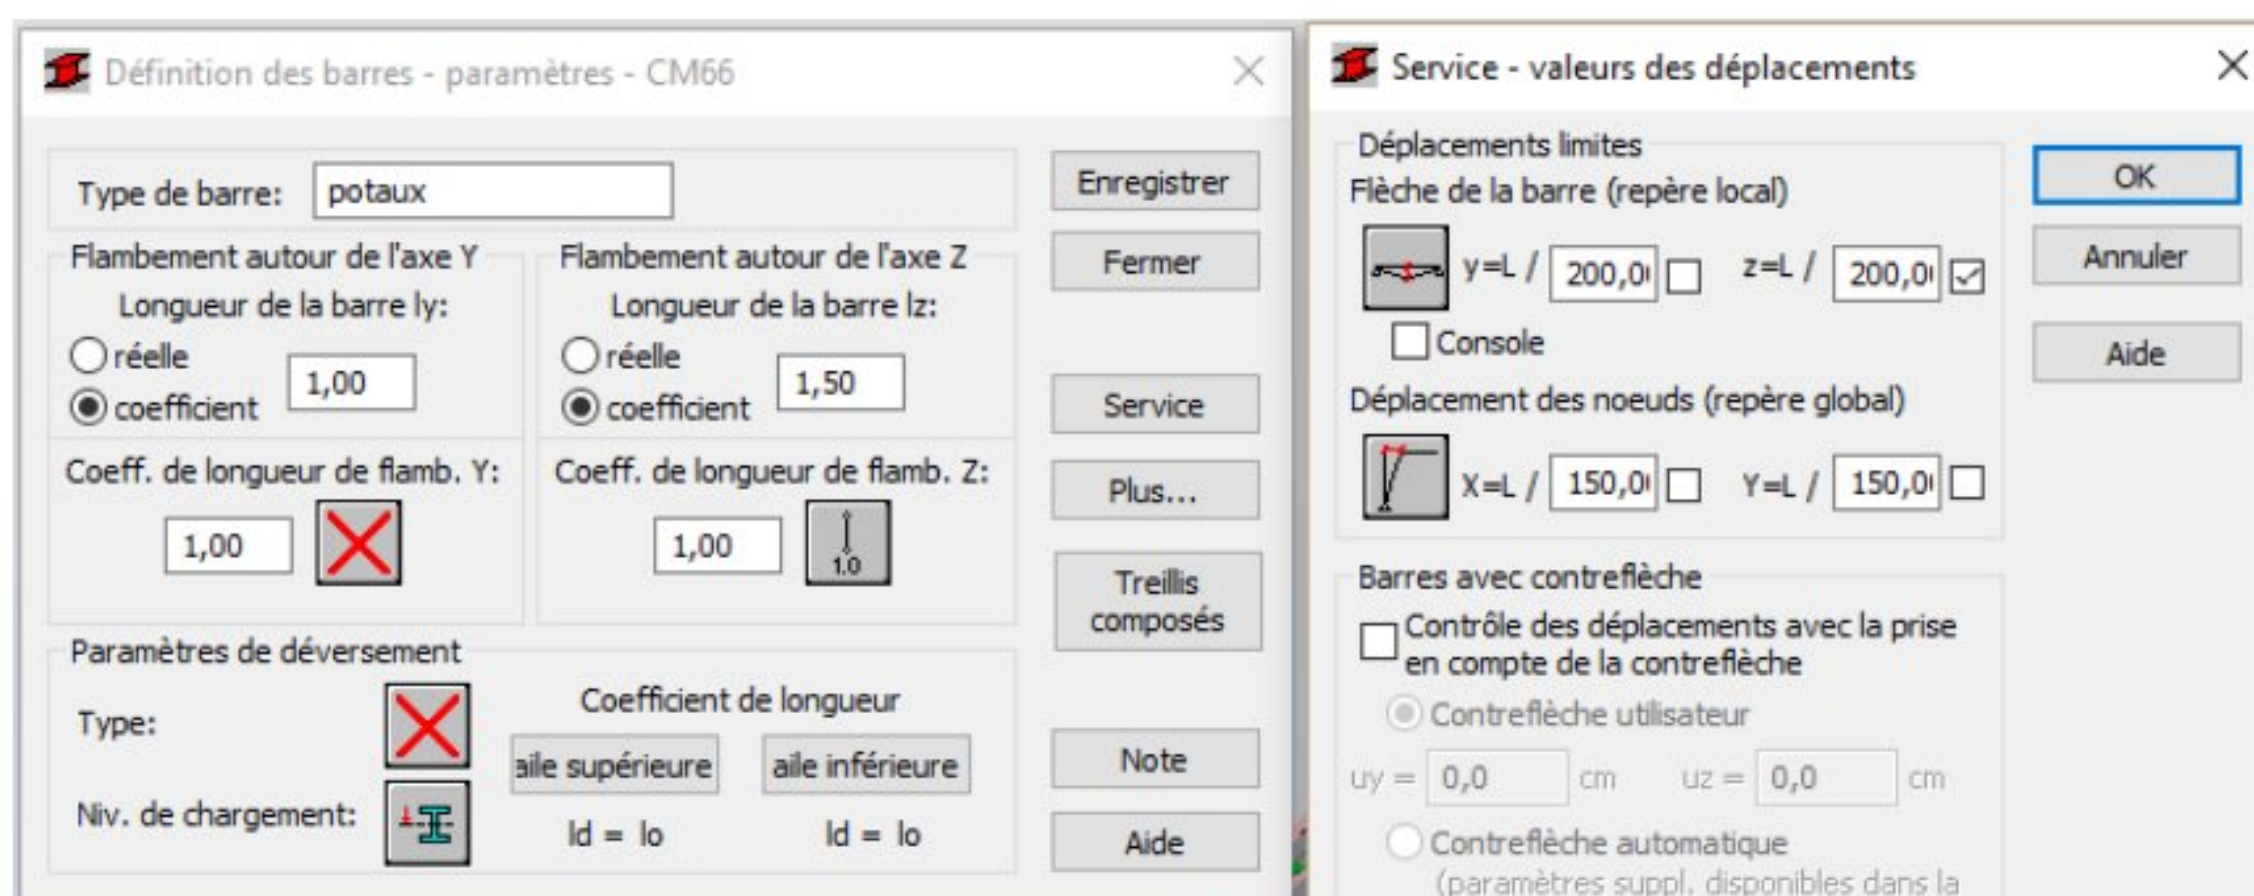 Définition des barres - paramètres - CM66
Type de barre: potaux
Flambement autour de l'axe Y
Longueur de la barre ly:
réelle
coefficient
1,00
Coeff. de longueur de flamb. Y:
1,00
Flambement autour de l'axe Z
Longueur de la barre lz:
réelle
coefficient
1,50
Coeff. de longueur de flamb. Z:
1,00
1.0
Paramètres de déversement
Type:
Niv. de chargement:
Coefficient de longueur
aile supérieure
aile inférieure
ld = lo
ld = lo
Enregistrer
Fermer
Service
Plus...
Treillis
composés
Note
Aide
Service - valeurs des déplacements
Déplacements limites
Flèche de la barre (repère local)
y=L / 200,0 z=L / 200,0
Console
Déplacement des noeuds (repère global)
X=L / 150,0 Y=L / 150,0
Barres avec contreflèche
Contrôle des déplacements avec la prise
en compte de la contreflèche
Contreflèche utilisateur
uy = 0,0 cm uz = 0,0 cm
Contreflèche automatique
(paramètres suppl. disponibles dans la
OK
Annuler
Aide